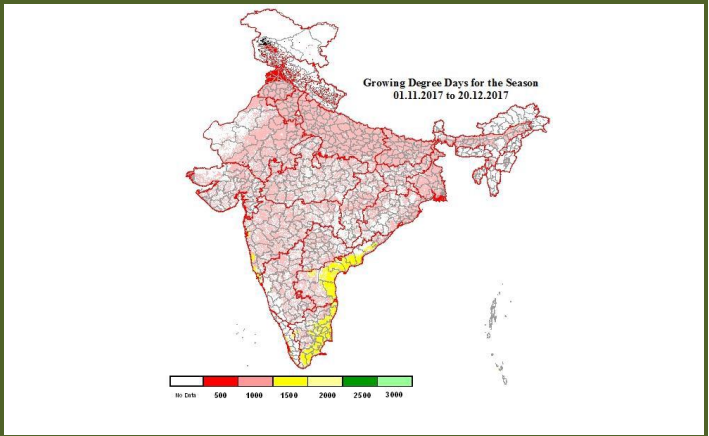 Growing Degree Days for the Season
01.11.2017 to 20.12.2017
No Data 500 1000 1500 2000 2500 3000